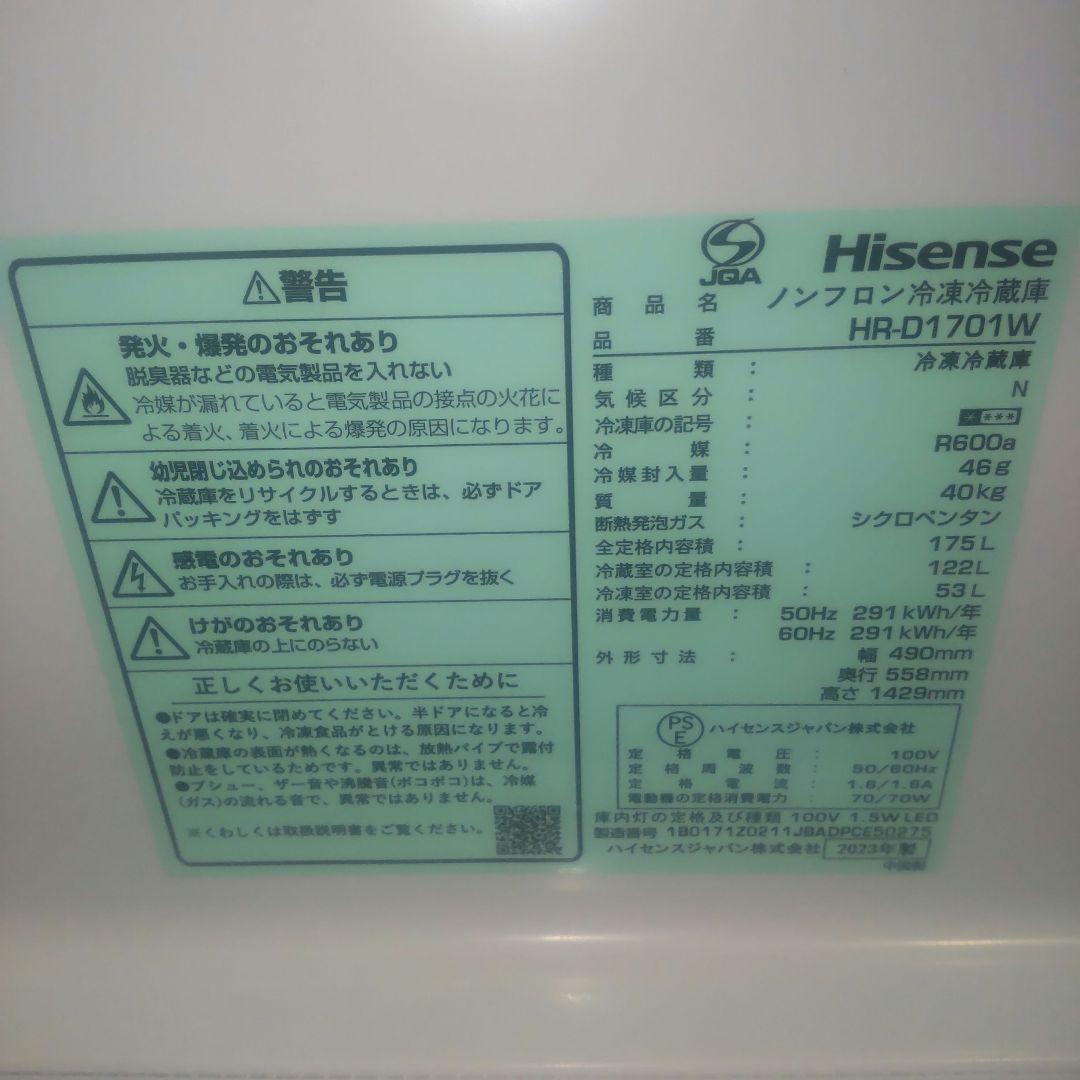 警告
発火・爆発のおそれあり
脱臭器などの電気製品を入れない
冷媒が漏れていると電気製品の接点の火花に
よる着火、着火による爆発の原因になります。
幼児閉じ込められのおそれあり
冷蔵庫をリサイクルするときは、必ずドア
パッキングをはずす
感電のおそれあり
お手入れの際は、必ず電源プラグを抜く
けがのおそれあり
冷蔵庫の上にのらない
正しくお使いいただくために
●ドアは確実に閉めてください。半ドアになると冷
えが悪くなり、冷凍食品がとける原因になります。
●冷蔵庫の表面が熱くなるのは、放熱パイプで露付
防止をしているためです。異常ではありません。
●プシュー、ザー音や沸騰音(ポコポコ)は、冷媒
(ガス)の流れる音で、異常ではありません。
※くわしくは取扱説明書をご覧ください。
JQA
Hisense
商品名 ノンフロン冷凍冷蔵庫
品番 HR-D1701W
種類: 冷凍冷蔵庫
気候区分: N
冷凍庫の記号: ****
冷媒: R600a
冷媒封入量: 46g
質量: 40kg
断熱発泡ガス: シクロペンタン
全定格内容積: 175L
冷蔵室の定格内容積: 122L
冷凍室の定格内容積: 53L
消費電力量: 50Hz 291kWh/年
60Hz 291kWh/年
外形寸法: 幅 490mm
奥行 558mm
高さ 1429mm
PS
E
ハイセンスジャパン株式会社
定格電圧: 100V
定格周波数: 50/60Hz
定格電流: 1.6/1.6A
電動機の定格消費電力: 70/70W
庫内灯の定格及び種類 100V 1.5W LED
製造番号 1B0171Z0211JBADPCE50275
ハイセンスジャパン株式会社 2023年製
中国製